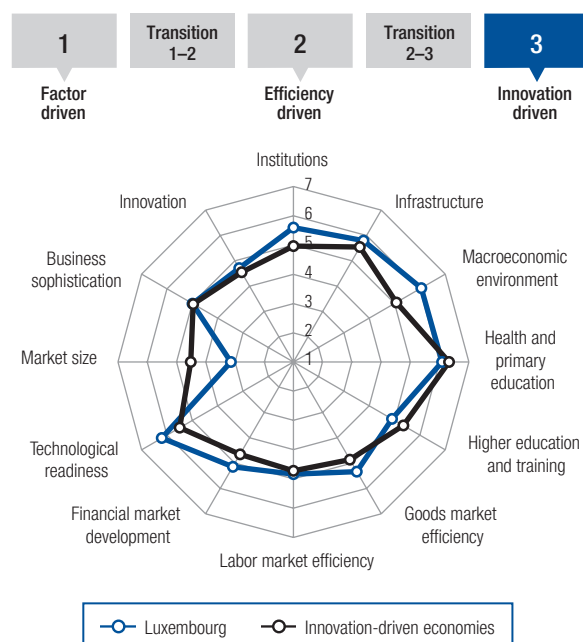 1
Transition
1–2
2
Transition
2–3
3
Factor
driven
Efficiency
driven
Innovation
driven
Institutions
7
6
5
4
3
2
1
Infrastructure
Macroeconomic
environment
Health and
primary
education
Higher education
and training
Goods market
efficiency
Labor market efficiency
Financial market
development
Technological
readiness
Market size
Business
sophistication
Innovation
Luxembourg
Innovation-driven economies